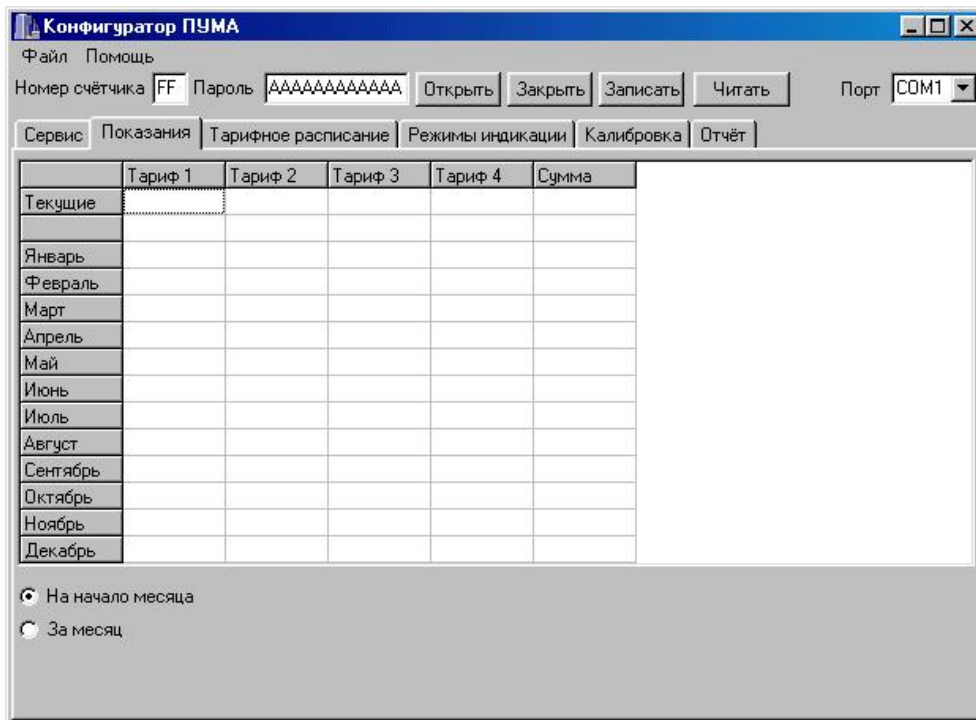 Конфигуратор ПУМА
Файл Помощь
Номер счётчика FF Пароль AAAAAAAAAAAA Открыть Закрыть Записать Читать Порт COM1
Сервис Показания Тарифное расписание Режимы индикации Калибровка Отчёт
Тариф 1 Тариф 2 Тариф 3 Тариф 4 Сумма
Текущие
Январь
Февраль
Март
Апрель
Май
Июнь
Июль
Август
Сентябрь
Октябрь
Ноябрь
Декабрь
На начало месяца
За месяц